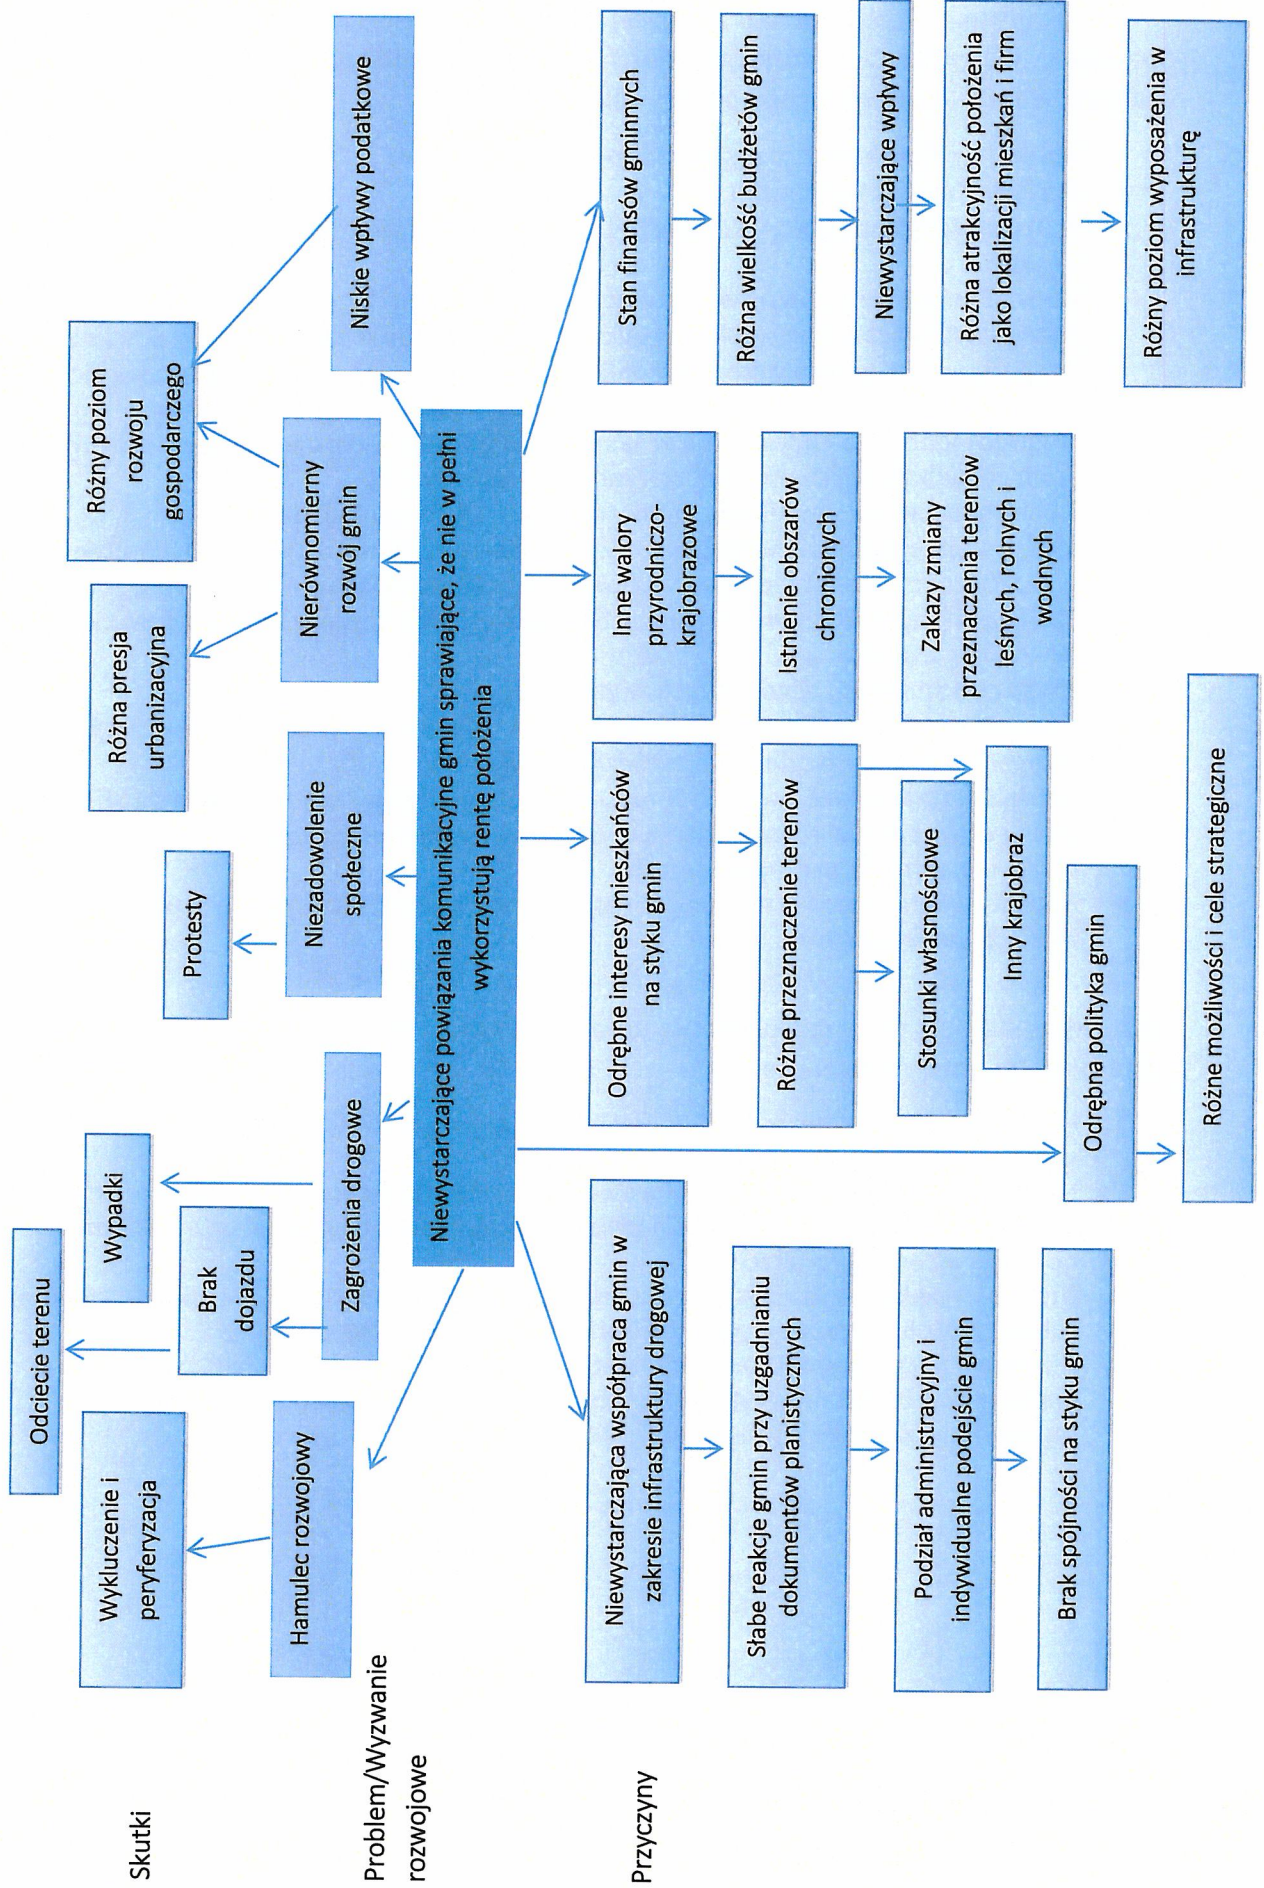 Skutki
Odciecie terenu
Wykluczenie i
peryferyzacja
Wypadki
Brak
dojazdu
Protesty
Różna presja
urbanizacyjna
Różny poziom
rozwoju
gospodarczego
Problem/Wyzwanie
rozwojowe
Hamulec rozwojowy
Zagrożenia drogowe
Niezadowolenie
społeczne
Nierównomierny
rozwój gmin
Niskie wpływy podatkowe
Niewystarczające powiązania komunikacyjne gmin sprawiające, że nie w pełni
wykorzystują rentę położenia
Przyczyny
Niewystarczająca współpraca gmin w
zakresie infrastruktury drogowej
Słabe reakcje gmin przy uzgadnianiu
dokumentów planistycznych
Podział administracyjny i
indywidualne podejście gmin
Brak spójności na styku gmin
Odrębna polityka gmin
Różne możliwości i cele strategiczne
Odrębne interesy mieszkańców
na styku gmin
Różne przeznaczenie terenów
Stosunki własnościowe
Inny krajobraz
Inne walory
przyrodniczo-
krajobrazowe
Istnienie obszarów
chronionych
Zakazy zmiany
przeznaczenia terenów
leśnych, rolnych i
wodnych
Stan finansów gminnych
Różna wielkość budżetów gmin
Niewystarczające wpływy
Różna atrakcyjność położenia
jako lokalizacji mieszkań i firm
Różny poziom wyposażenia w
infrastrukturę